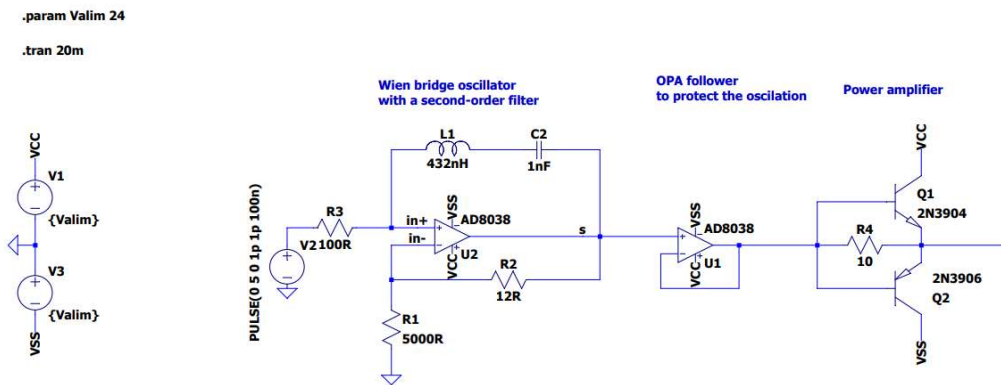 .param Valim 24
.tran 20m
Wien bridge oscillator
with a second-order filter
OPA follower
to protect the oscilation
Power amplifier
L1
432nH
C2
1nF
VCC
V1
{Valim}
V3
{Valim}
VSS
PULSE(0 5 0 1p 1p 100n)
V2
R3
100R
in+
in-
VSS
AD8038
VCC
U2
R2
12R
R1
5000R
s
VSS
AD8038
VCC
U1
VCC
Q1
2N3904
R4
10
2N3906
Q2
VSS